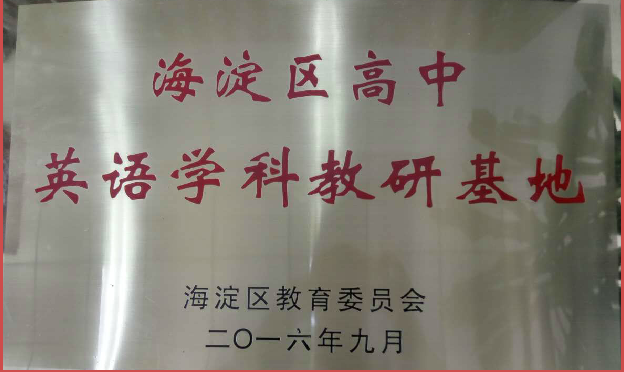 海淀区高中
英语学科教研基地
海淀区教育委员会
二〇一六年九月